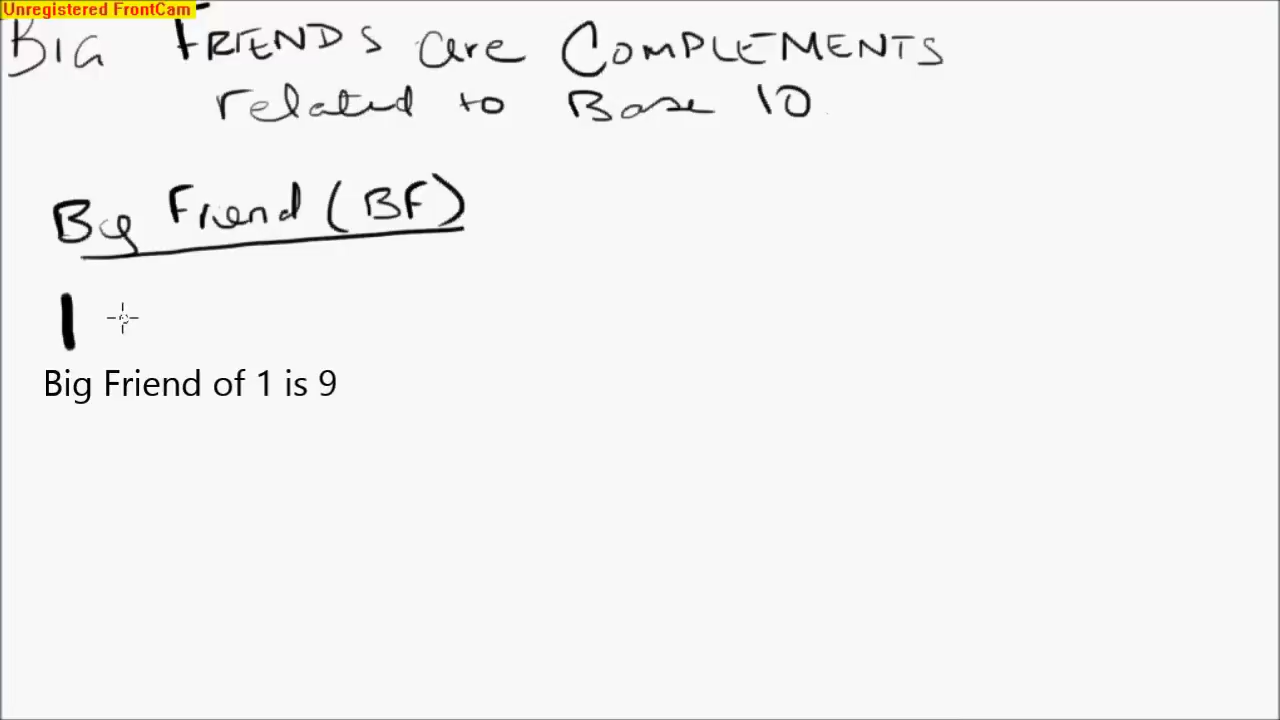 Unregistered FrontCam
BIG FRIENDS are COMPLEMENTS
related to Base 10
Big Friend (BF)
1
Big Friend of 1 is 9